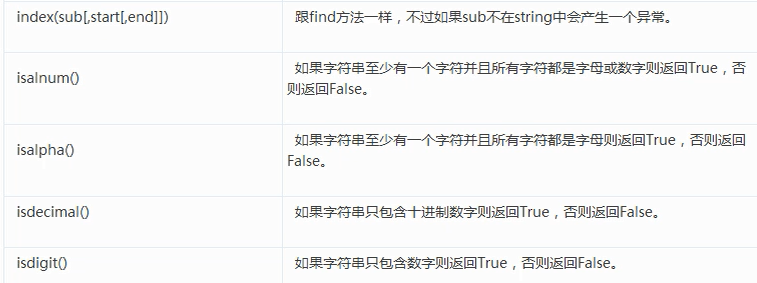 index(sub[,start[,end]])
跟find方法一样，不过如果sub不在string中会产生一个异常。
isalnum()
如果字符串至少有一个字符并且所有字符都是字母或数字则返回True，否
则返回False。
isalpha()
如果字符串至少有一个字符并且所有字符都是字母则返回True，否则返回
False。
isdecimal()
如果字符串只包含十进制数字则返回True，否则返回False。
isdigit()
如果字符串只包含数字则返回True，否则返回False。